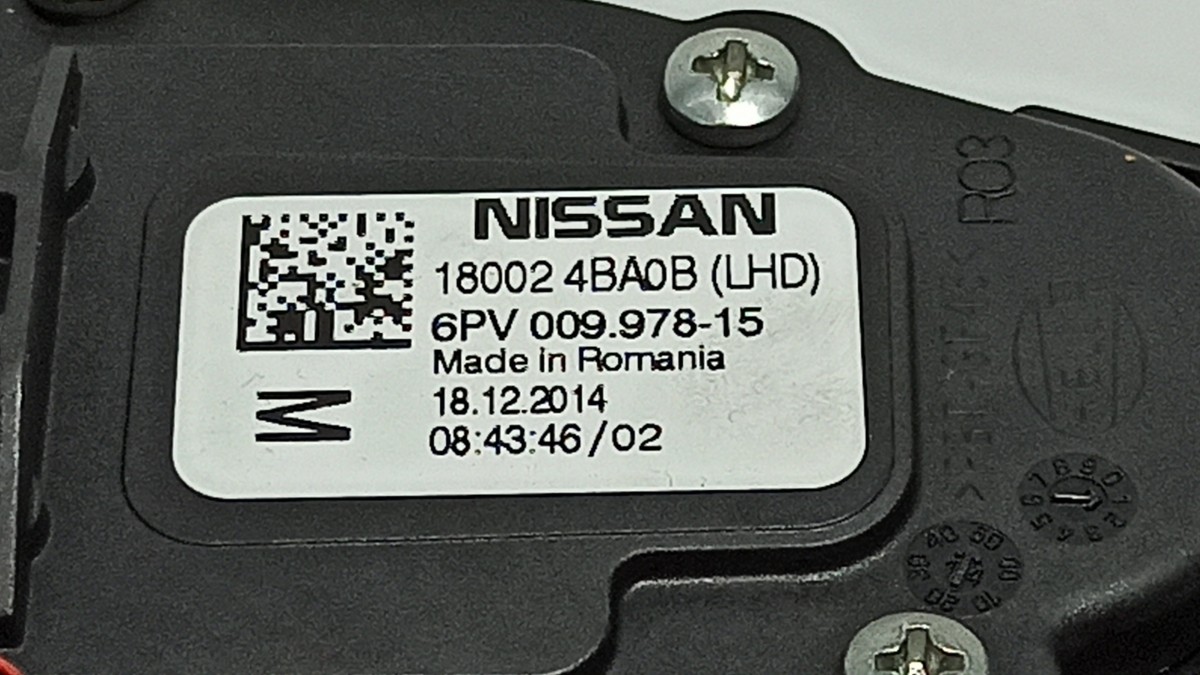 NISSAN
18002 4BA0B (LHD)
6PV 009.978-15
Made in Romania
18.12.2014
08:43:46/02
M
R03